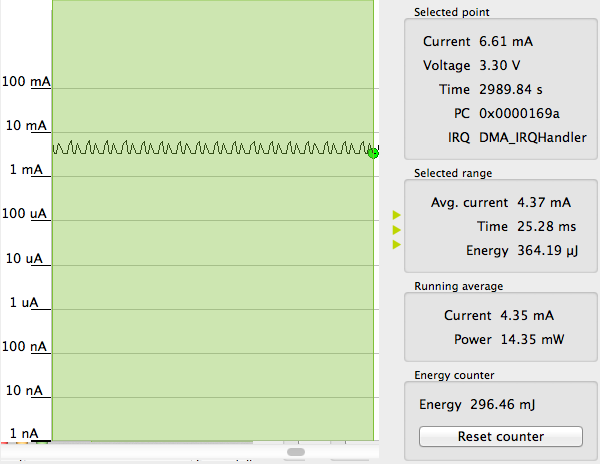 100 mA
10 mA
1 mA
100 uA
10 uA
1 uA
100 nA
10 nA
1 nA
Selected point
Current 6.61 mA
Voltage 3.30 V
Time 2989.84 s
PC 0x0000169a
IRQ DMA_IRQHandler
Selected range
Avg. current 4.37 mA
Time 25.28 ms
Energy 364.19 µJ
Running average
Current 4.35 mA
Power 14.35 mW
Energy counter
Energy 296.46 mJ
Reset counter